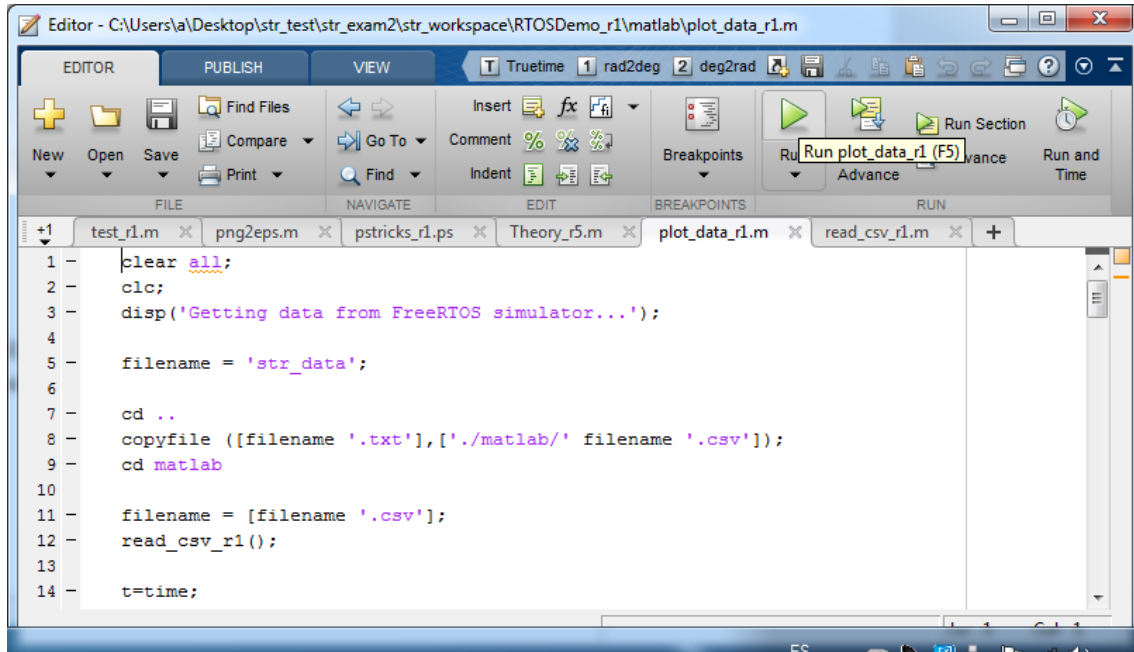 Editor - C:\Users\a\Desktop\str_test\str_exam2\str_workspace\RTOSDemo_r1\matlab\plot_data_r1.m
EDITOR PUBLISH VIEW T Truetime 1 rad2deg 2 deg2rad
Find Files Insert fx
New Open Save Compare Go To Comment Breakpoints Run Section
Run plot_data_r1 (F5) vance Run and
Print Find Indent Advance Time
FILE NAVIGATE EDIT BREAKPOINTS RUN
+1 test_r1.m png2eps.m pstricks_r1.ps Theory_r5.m plot_data_r1.m read_csv_r1.m +
1 - clear all;
2 - clc;
3 - disp('Getting data from FreeRTOS simulator...');
4
5 - filename = 'str_data';
6
7 - cd ..
8 - copyfile ([filename '.txt'],['./matlab/' filename '.csv']);
9 - cd matlab
10
11 - filename = [filename '.csv'];
12 - read_csv_r1();
13
14 - t=time;
ES